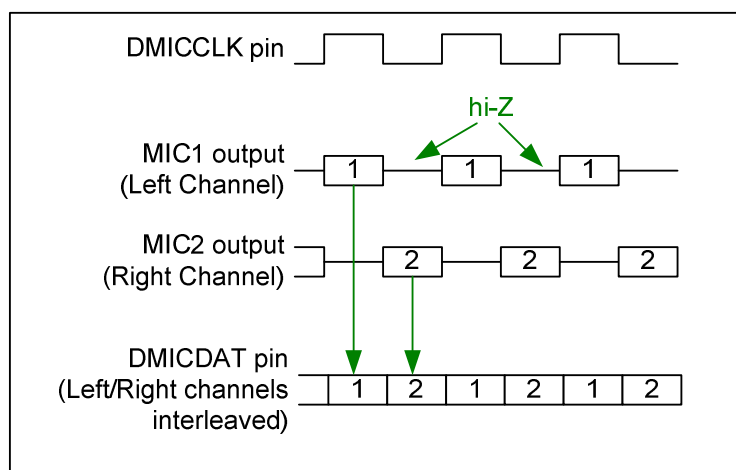 DMICCLK pin
hi-Z
MIC1 output
(Left Channel)
1 1 1
MIC2 output
(Right Channel)
2 2 2
DMICDAT pin
(Left/Right channels
interleaved)
1 2 1 2 1 2